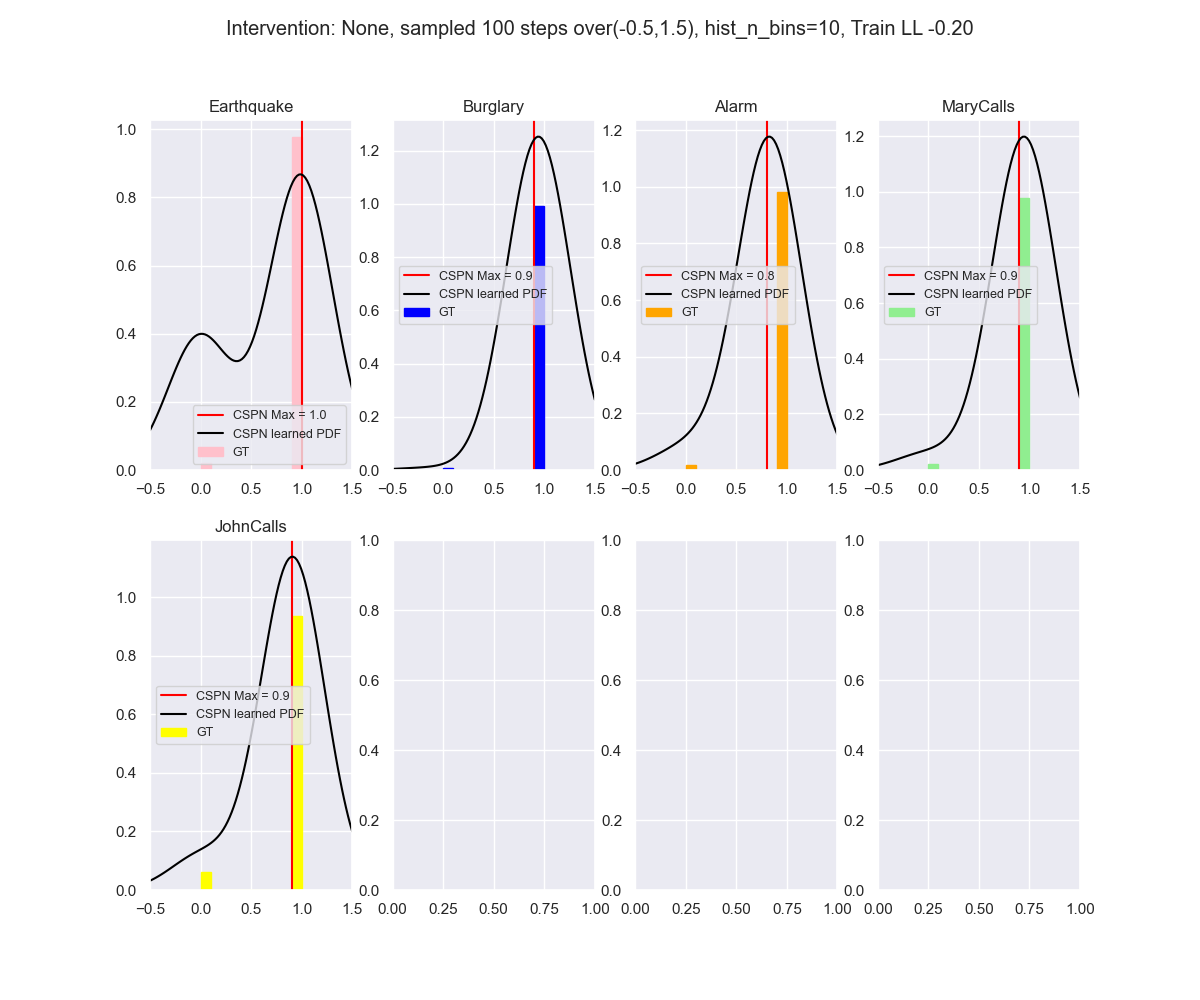 Intervention: None, sampled 100 steps over(-0.5,1.5), hist_n_bins=10, Train LL -0.20
Earthquake
1.0
0.8
0.6
0.4
0.2
0.0
CSPN Max = 1.0
CSPN learned PDF
GT
−0.5 0.0 0.5 1.0 1.5
Burglary
1.2
1.0
0.8
0.6
0.4
0.2
0.0
CSPN Max = 0.9
CSPN learned PDF
GT
−0.5 0.0 0.5 1.0 1.5
Alarm
1.2
1.0
0.8
0.6
0.4
0.2
0.0
CSPN Max = 0.8
CSPN learned PDF
GT
−0.5 0.0 0.5 1.0 1.5
MaryCalls
1.2
1.0
0.8
0.6
0.4
0.2
0.0
CSPN Max = 0.9
CSPN learned PDF
GT
−0.5 0.0 0.5 1.0 1.5
JohnCalls
1.0
0.8
0.6
0.4
0.2
0.0
CSPN Max = 0.9
CSPN learned PDF
GT
−0.5 0.0 0.5 1.0 1.5
1.0
0.8
0.6
0.4
0.2
0.0
0.00 0.25 0.50 0.75 1.00
1.0
0.8
0.6
0.4
0.2
0.0
0.00 0.25 0.50 0.75 1.00
1.0
0.8
0.6
0.4
0.2
0.0
0.00 0.25 0.50 0.75 1.00